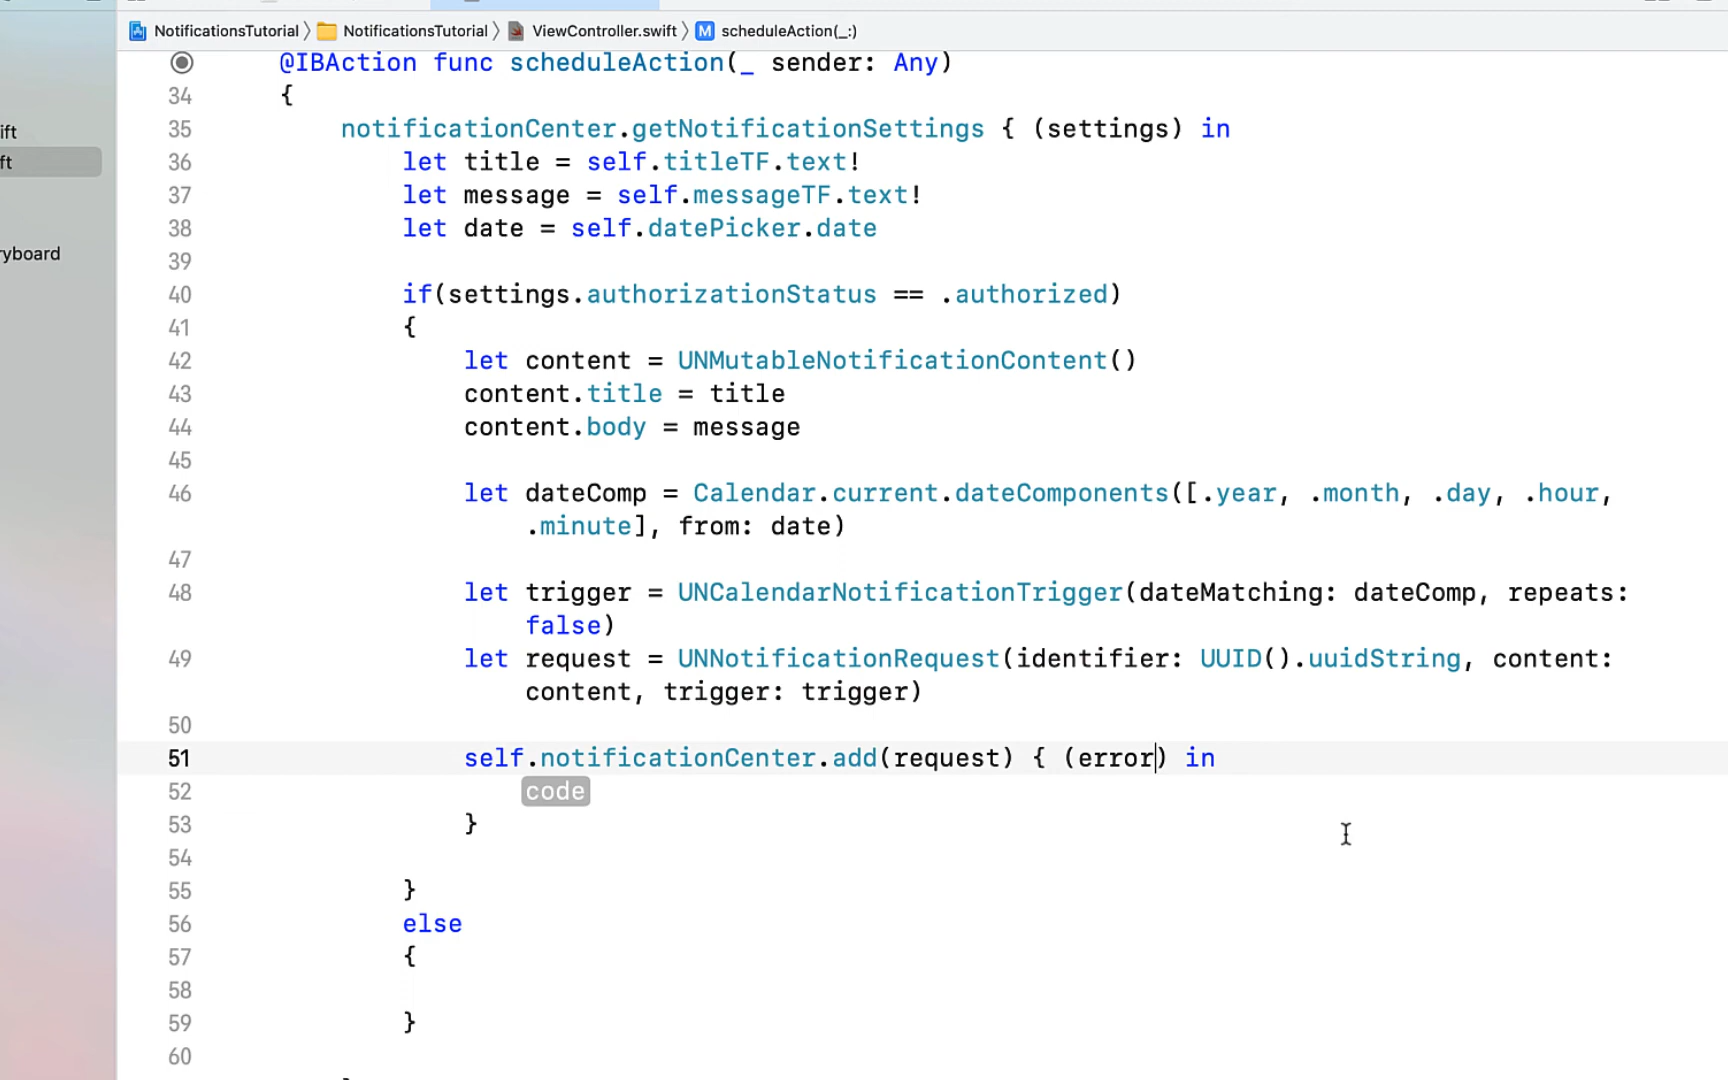 NotificationsTutorial 〉 NotificationsTutorial 〉 ViewController.swift 〉 M scheduleAction(_:)
@IBAction func scheduleAction(_ sender: Any)
34 {
ift
35 notificationCenter.getNotificationSettings { (settings) in
ft
36 let title = self.titleTF.text!
37 let message = self.messageTF.text!
38 let date = self.datePicker.date
ryboard
39
40 if(settings.authorizationStatus == .authorized)
41 {
42 let content = UNMutableNotificationContent()
43 content.title = title
44 content.body = message
45
46 let dateComp = Calendar.current.dateComponents([.year, .month, .day, .hour,
.minute], from: date)
47
48 let trigger = UNCalendarNotificationTrigger(dateMatching: dateComp, repeats:
false)
49 let request = UNNotificationRequest(identifier: UUID().uuidString, content:
content, trigger: trigger)
50
51 self.notificationCenter.add(request) { (error) in
52 code
53 }
54
55 }
56 else
57 {
58
59 }
60